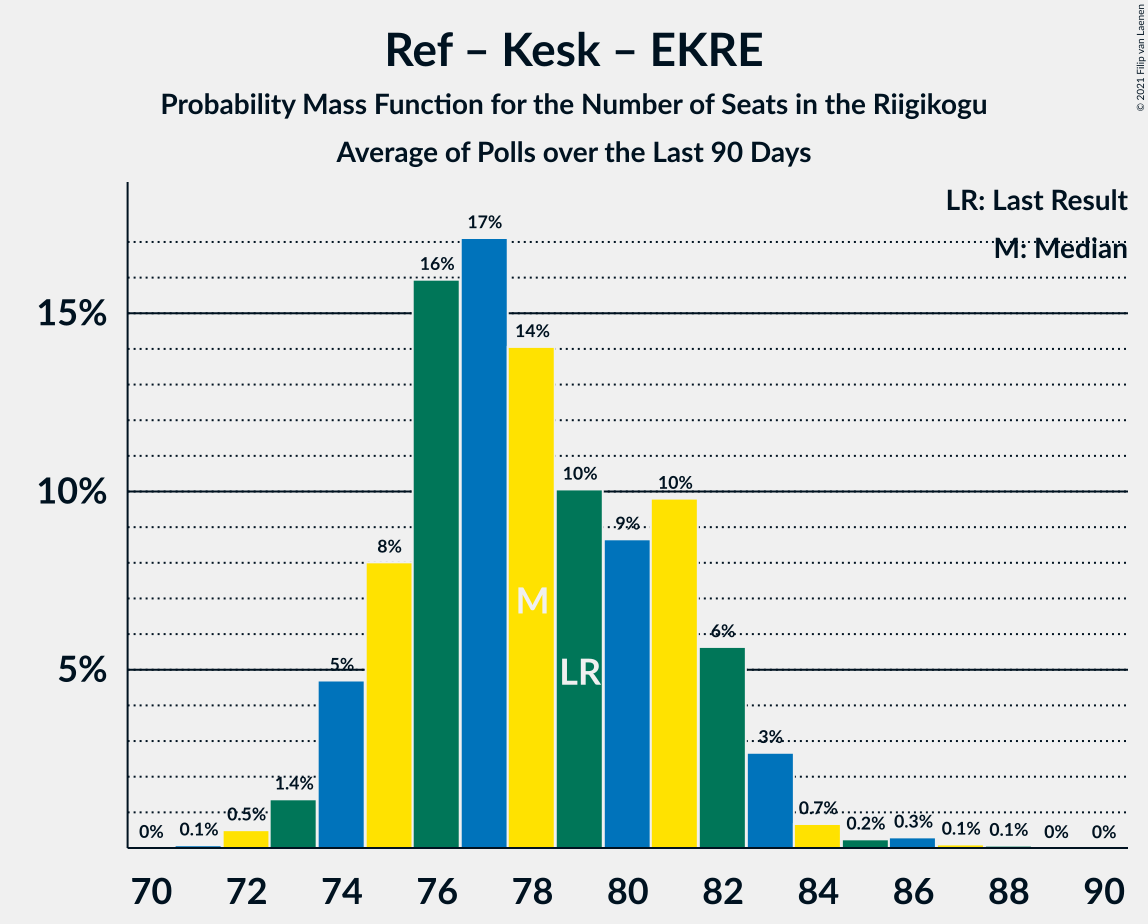 Ref – Kesk – EKRE
Probability Mass Function for the Number of Seats in the Riigikogu
Average of Polls over the Last 90 Days
© 2021 Filip van Laenen
LR: Last Result
M: Median
17%
16%
15%
14%
10%
10%
10%
9%
8%
M
6%
5%
5%
LR
3%
1.4%
0.7%
0.5%
0.3%
0.2%
0% 0.1% 0.1% 0.1% 0% 0%
70 72 74 76 78 80 82 84 86 88 90